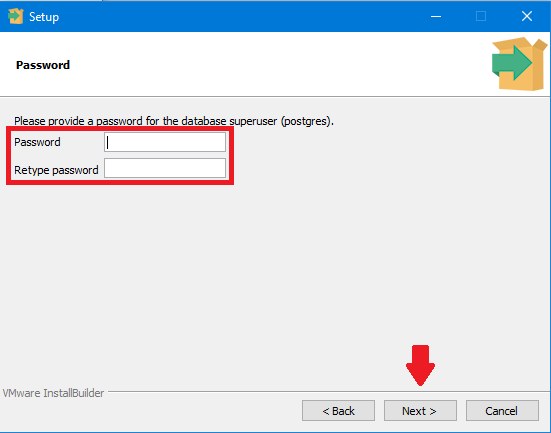 Setup
Password
Please provide a password for the database superuser (postgres).
Password
Retype password
VMware InstallBuilder
< Back Next > Cancel